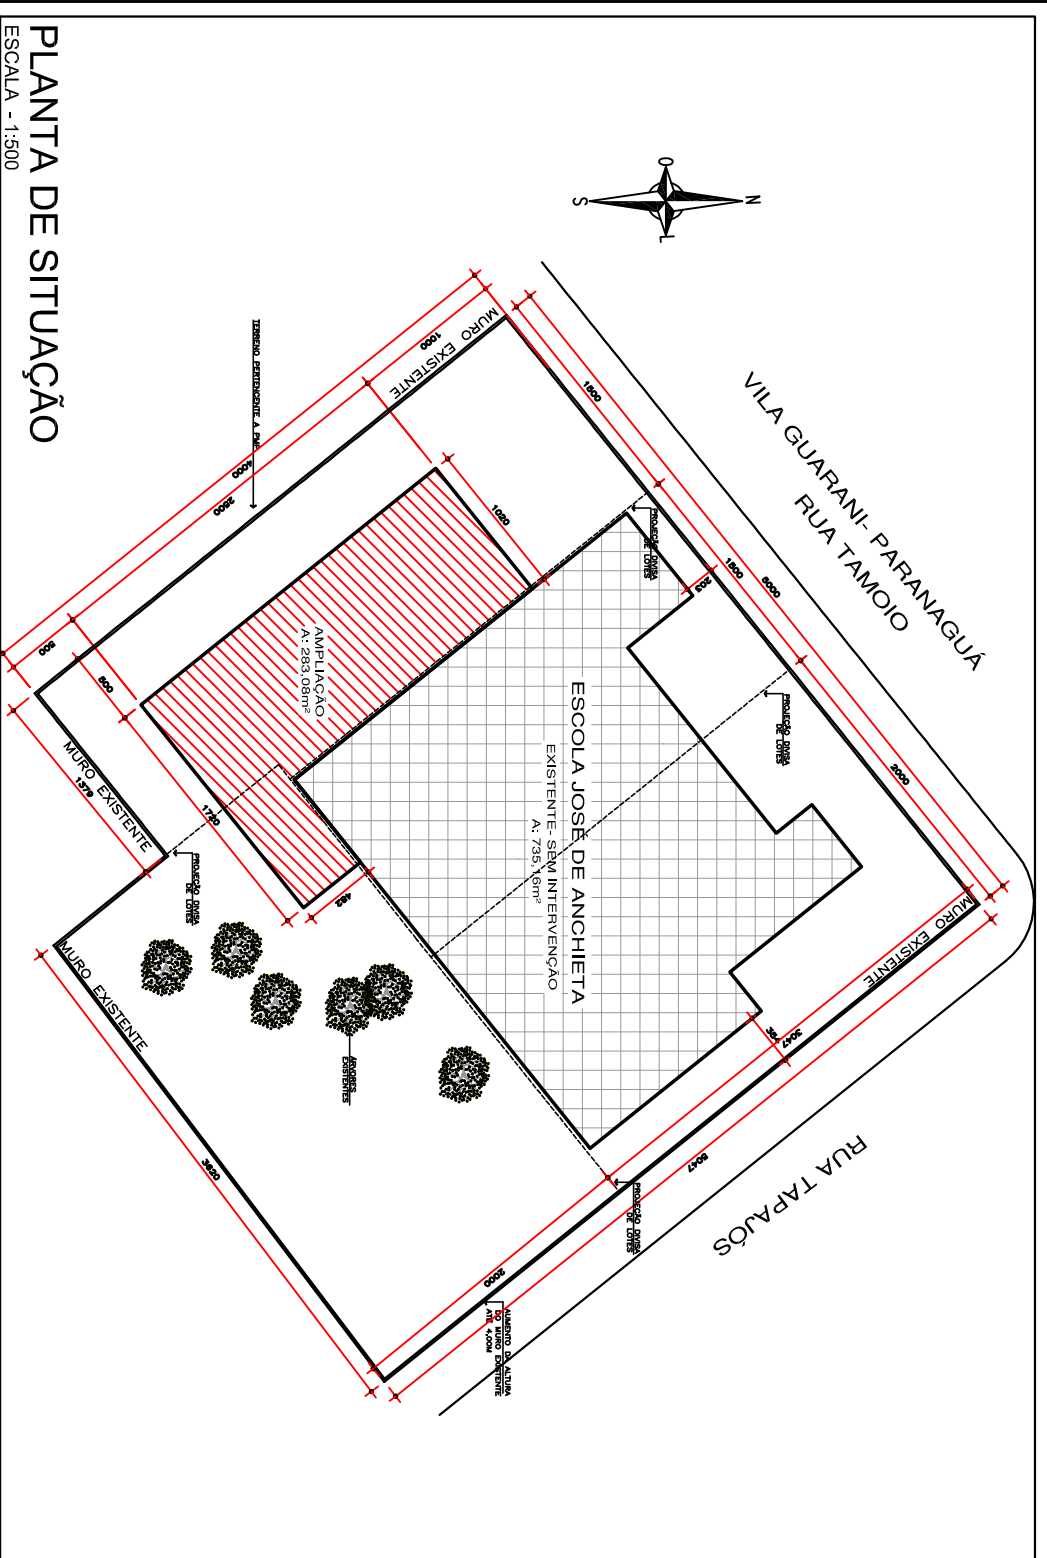 PLANTA DE SITUAÇÃO
ESCALA - 1:500
N
S
O
L
VILA GUARANI- PARANAGUÁ
RUA TAMOIO
RUA TAPAJÓS
MURO EXISTENTE
MURO EXISTENTE
MURO EXISTENTE
MURO EXISTENTE
TERRENO PERTENCENTE A PMP
AMPLIAÇÃO
A: 283,08m²
ESCOLA JOSÉ DE ANCHIETA
EXISTENTE- SEM INTERVENÇÃO
A: 735,16m²
PROJEÇÃO DIVISA
DE LOTES
PROJEÇÃO DIVISA
DE LOTES
PROJEÇÃO DIVISA
DE LOTES
PROJEÇÃO DIVISA
DE LOTES
ÁRVORES
EXISTENTES
AUMENTO DA ALTURA
DO MURO EXISTENTE
ATÉ 4,00M
1000
4000
2500
500
500
1379
1720
482
1020
1500
1500
5000
203
2000
3047
5047
2000
3620